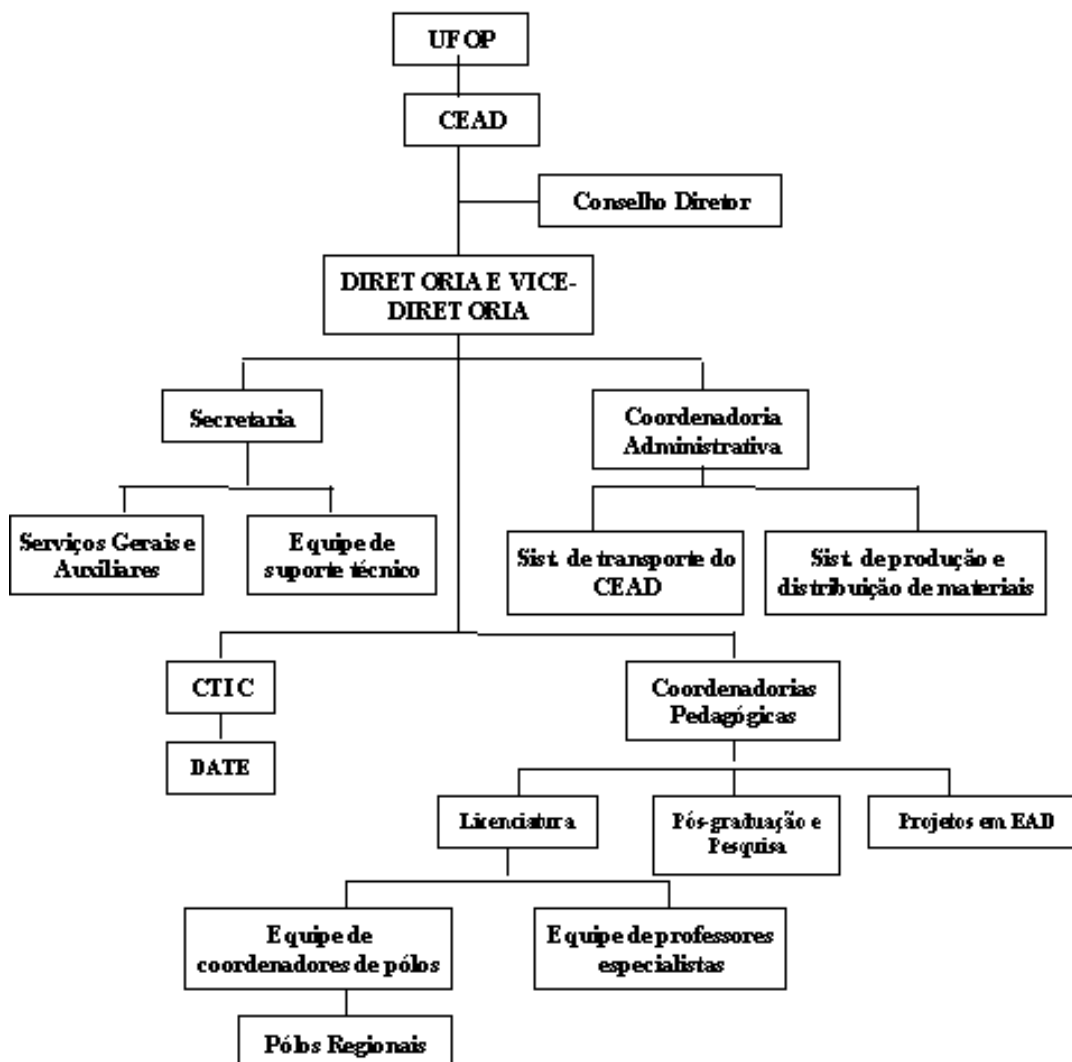 UFOP
CEAD
Conselho Diretor
DIRETORIA E VICE-
DIRETORIA
Secretaria
Coordenadoria
Administrativa
Serviços Gerais e
Auxiliares
Equipe de
suporte técnico
Sist. de transporte do
CEAD
Sist. de produção e
distribuição de materiais
CTIC
Coordenadorias
Pedagógicas
DATE
Licenciatura
Pós-graduação e
Pesquisa
Projetos em EAD
Equipe de
coordenadores de pólos
Equipe de professores
especialistas
Pólos Regionais